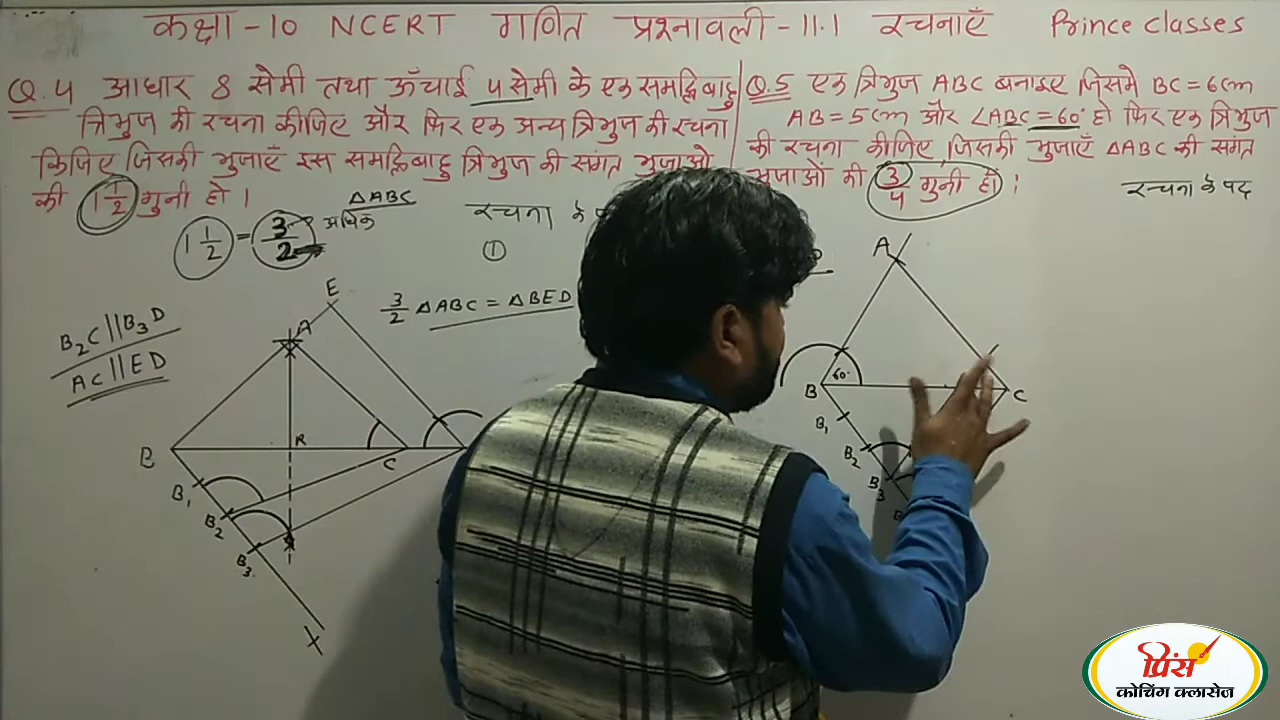 कक्षा-10 NCERT गणित प्रश्नावली-11.1 रचनाएँ Prince Classes
Q.4 आधार 8 सेमी तथा ऊँचाई 4 सेमी के एक समद्विबाहु
त्रिभुज की रचना कीजिए और फिर एक अन्य त्रिभुज की रचना
किजिए जिसकी भुजाएँ इस समद्विबाहु त्रिभुज की संगत भुजाओ
की 1 1/2 गुनी हो ।
1 1/2 = 3/2
अधिक
ΔABC
रचना के
①
3/2 ΔABC = ΔBED
B₂C||B₃D
AC||ED
E
A
B
R
C
B₁
B₂
B₃
X
Q.5 एक त्रिभुज ABC बनाइए जिसमे BC = 6cm
AB = 5cm और ∠ABC = 60° हो फिर एक त्रिभुज
की रचना कीजिए जिसकी भुजाएँ ΔABC की संगत
भुजाओं की 3/4 गुनी हो ।
रचना के पद
A
B
60°
C
B₁
B₂
B₃
प्रिंस
कोचिंग क्लासेज